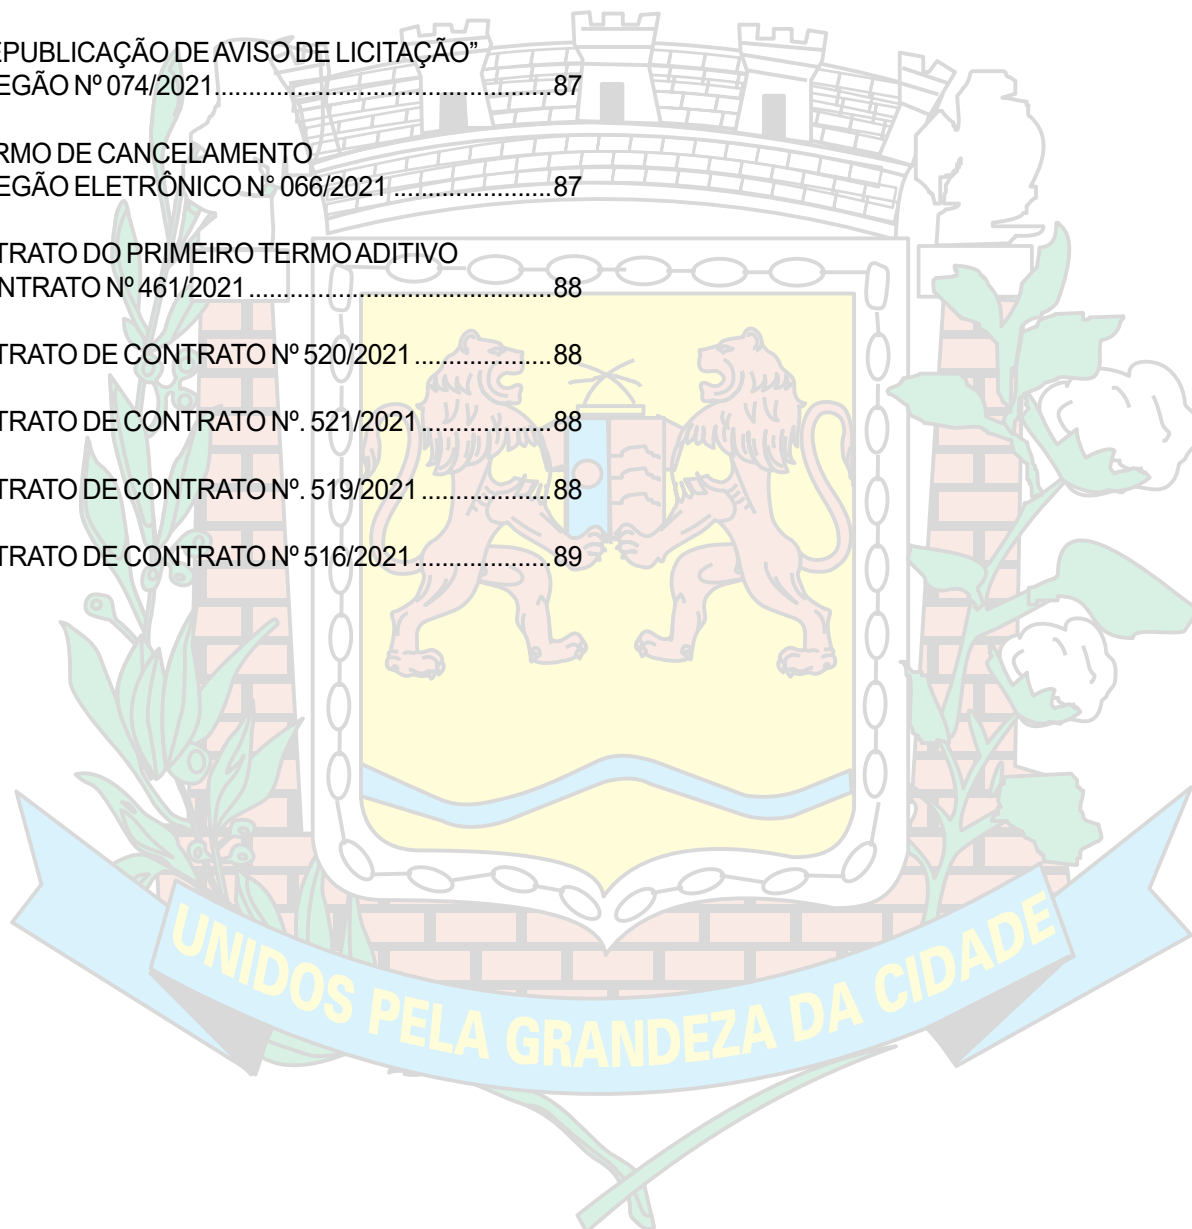 EPUBLICAÇÃO DE AVISO DE LICITAÇÃO”
EGÃO Nº 074/2021.................................................87
RMO DE CANCELAMENTO
EGÃO ELETRÔNICO N° 066/2021 .......................87
TRATO DO PRIMEIRO TERMO ADITIVO
NTRATO Nº 461/2021............................................88
TRATO DE CONTRATO Nº 520/2021 ....................88
TRATO DE CONTRATO Nº. 521/2021...................88
TRATO DE CONTRATO Nº. 519/2021 ...................88
TRATO DE CONTRATO Nº 516/2021 ....................89
UNIDOS PELA GRANDEZA DA CIDADE